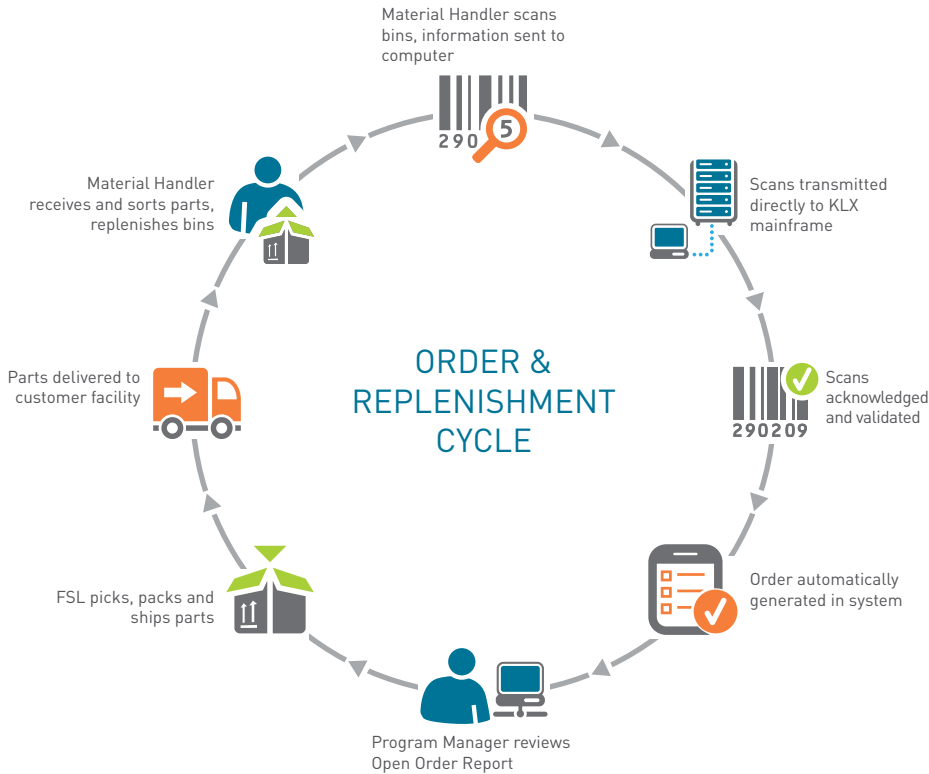 Material Handler scans
bins, information sent to
computer
290
5
Scans transmitted
directly to KLX
mainframe
Scans
acknowledged
and validated
290209
Order automatically
generated in system
Program Manager reviews
Open Order Report
FSL picks, packs and
ships parts
Parts delivered to
customer facility
Material Handler
receives and sorts parts,
replenishes bins
ORDER &
REPLENISHMENT
CYCLE